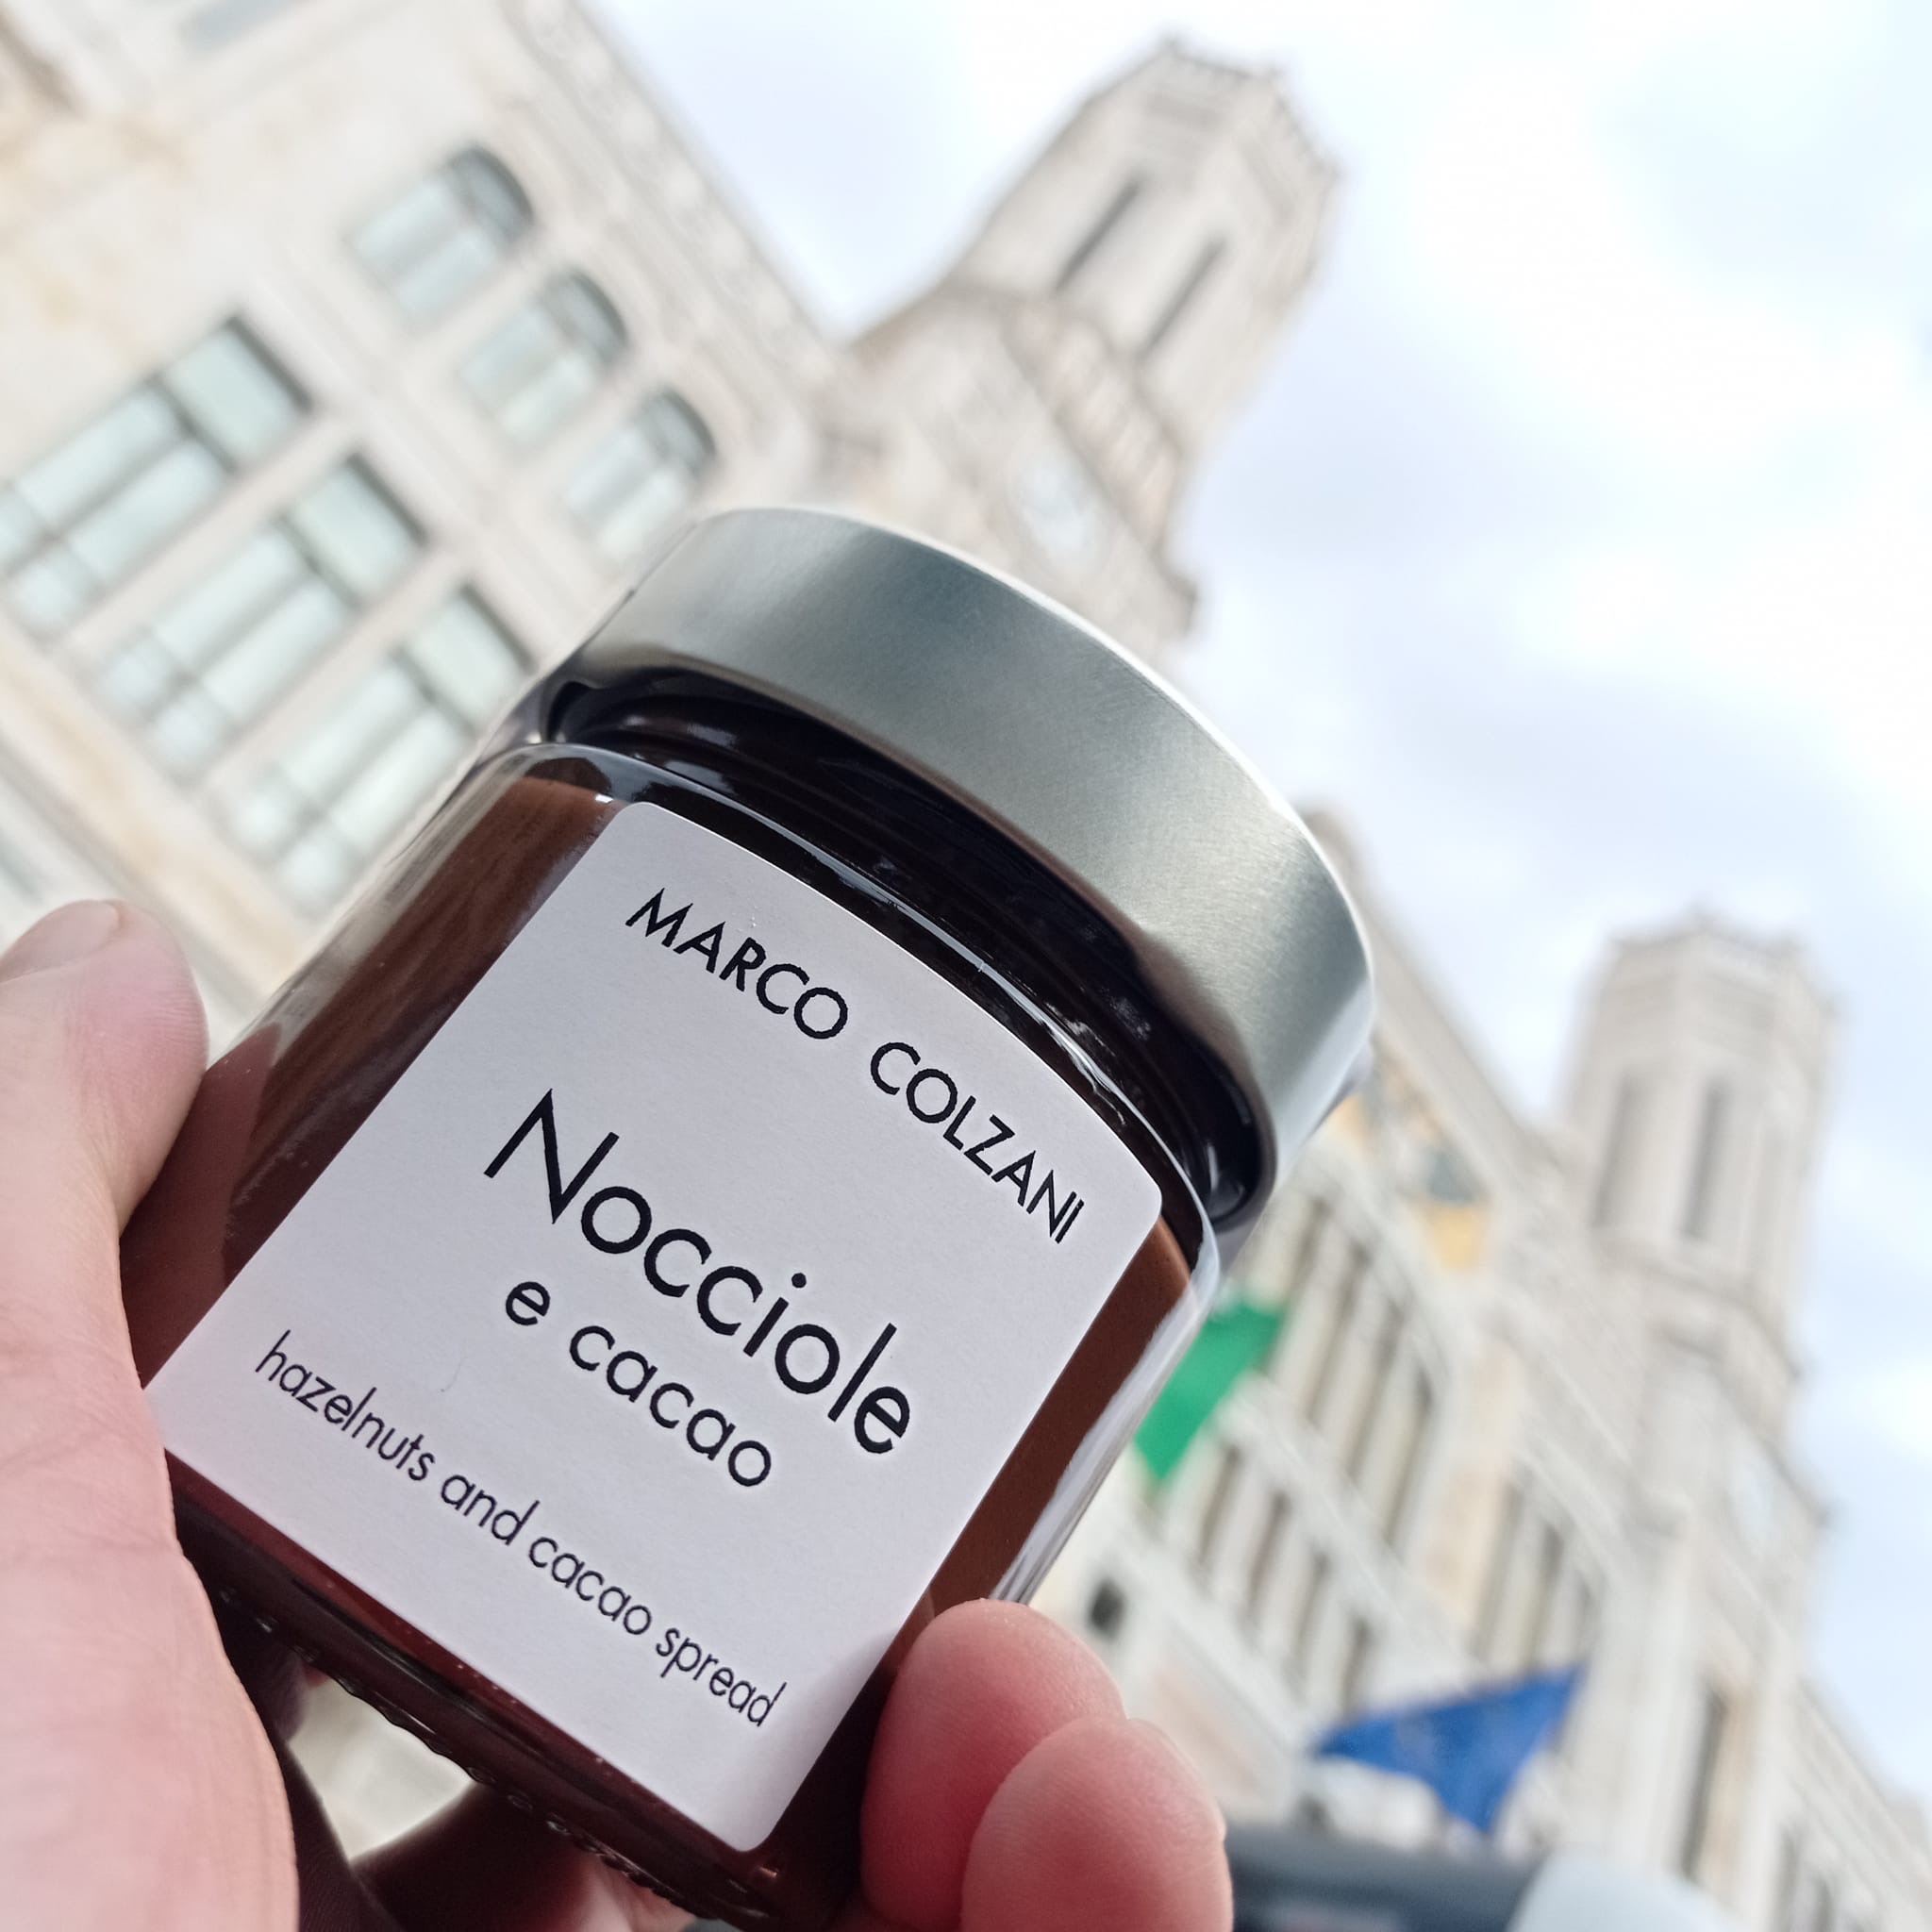 MARCO COLZANI
Nocciole
e cacao
hazelnuts and cacao spread